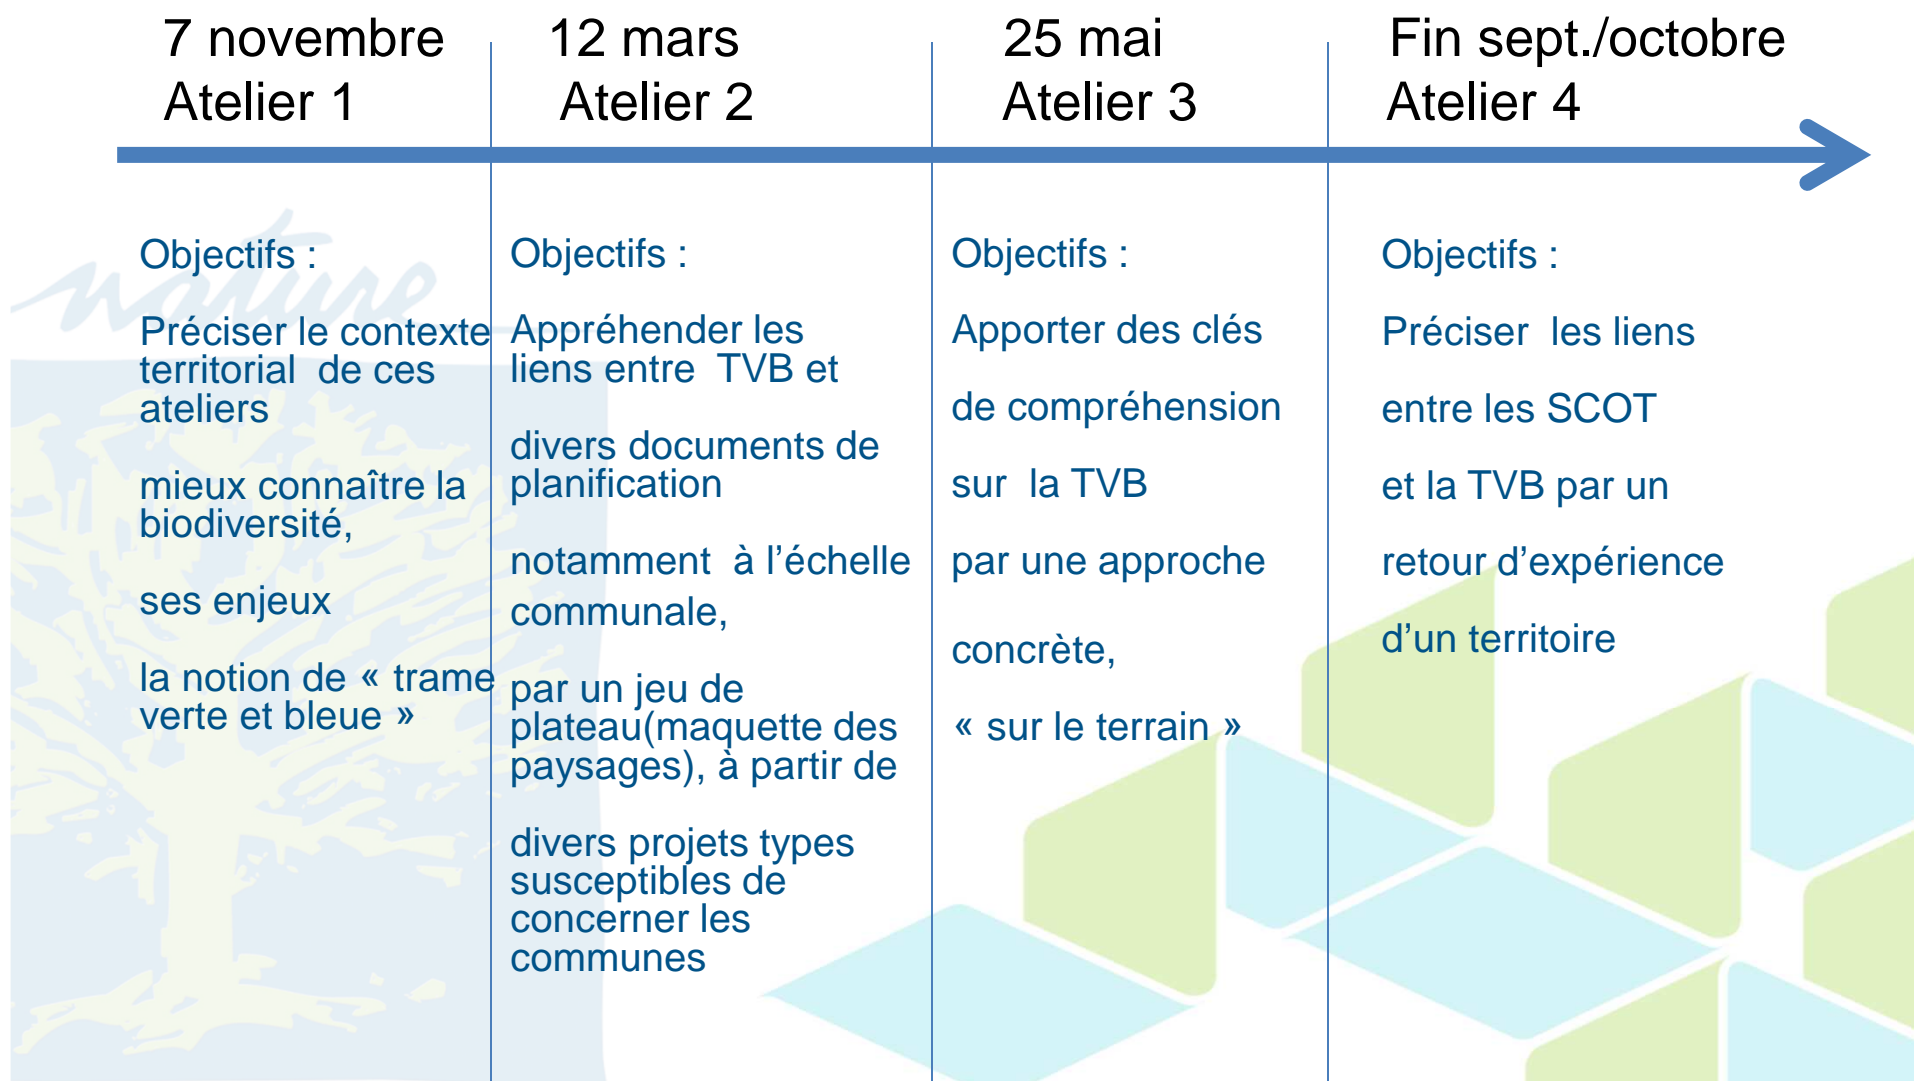 7 novembre
Atelier 1
12 mars
Atelier 2
25 mai
Atelier 3
Fin sept./octobre
Atelier 4
nature
Objectifs :
Préciser le contexte
territorial de ces
ateliers
mieux connaître la
biodiversité,
ses enjeux
la notion de « trame
verte et bleue »
Objectifs :
Appréhender les
liens entre TVB et
divers documents de
planification
notamment à l’échelle
communale,
par un jeu de
plateau(maquette des
paysages), à partir de
divers projets types
susceptibles de
concerner les
communes
Objectifs :
Apporter des clés
de compréhension
sur la TVB
par une approche
concrète,
« sur le terrain »
Objectifs :
Préciser les liens
entre les SCOT
et la TVB par un
retour d’expérience
d’un territoire